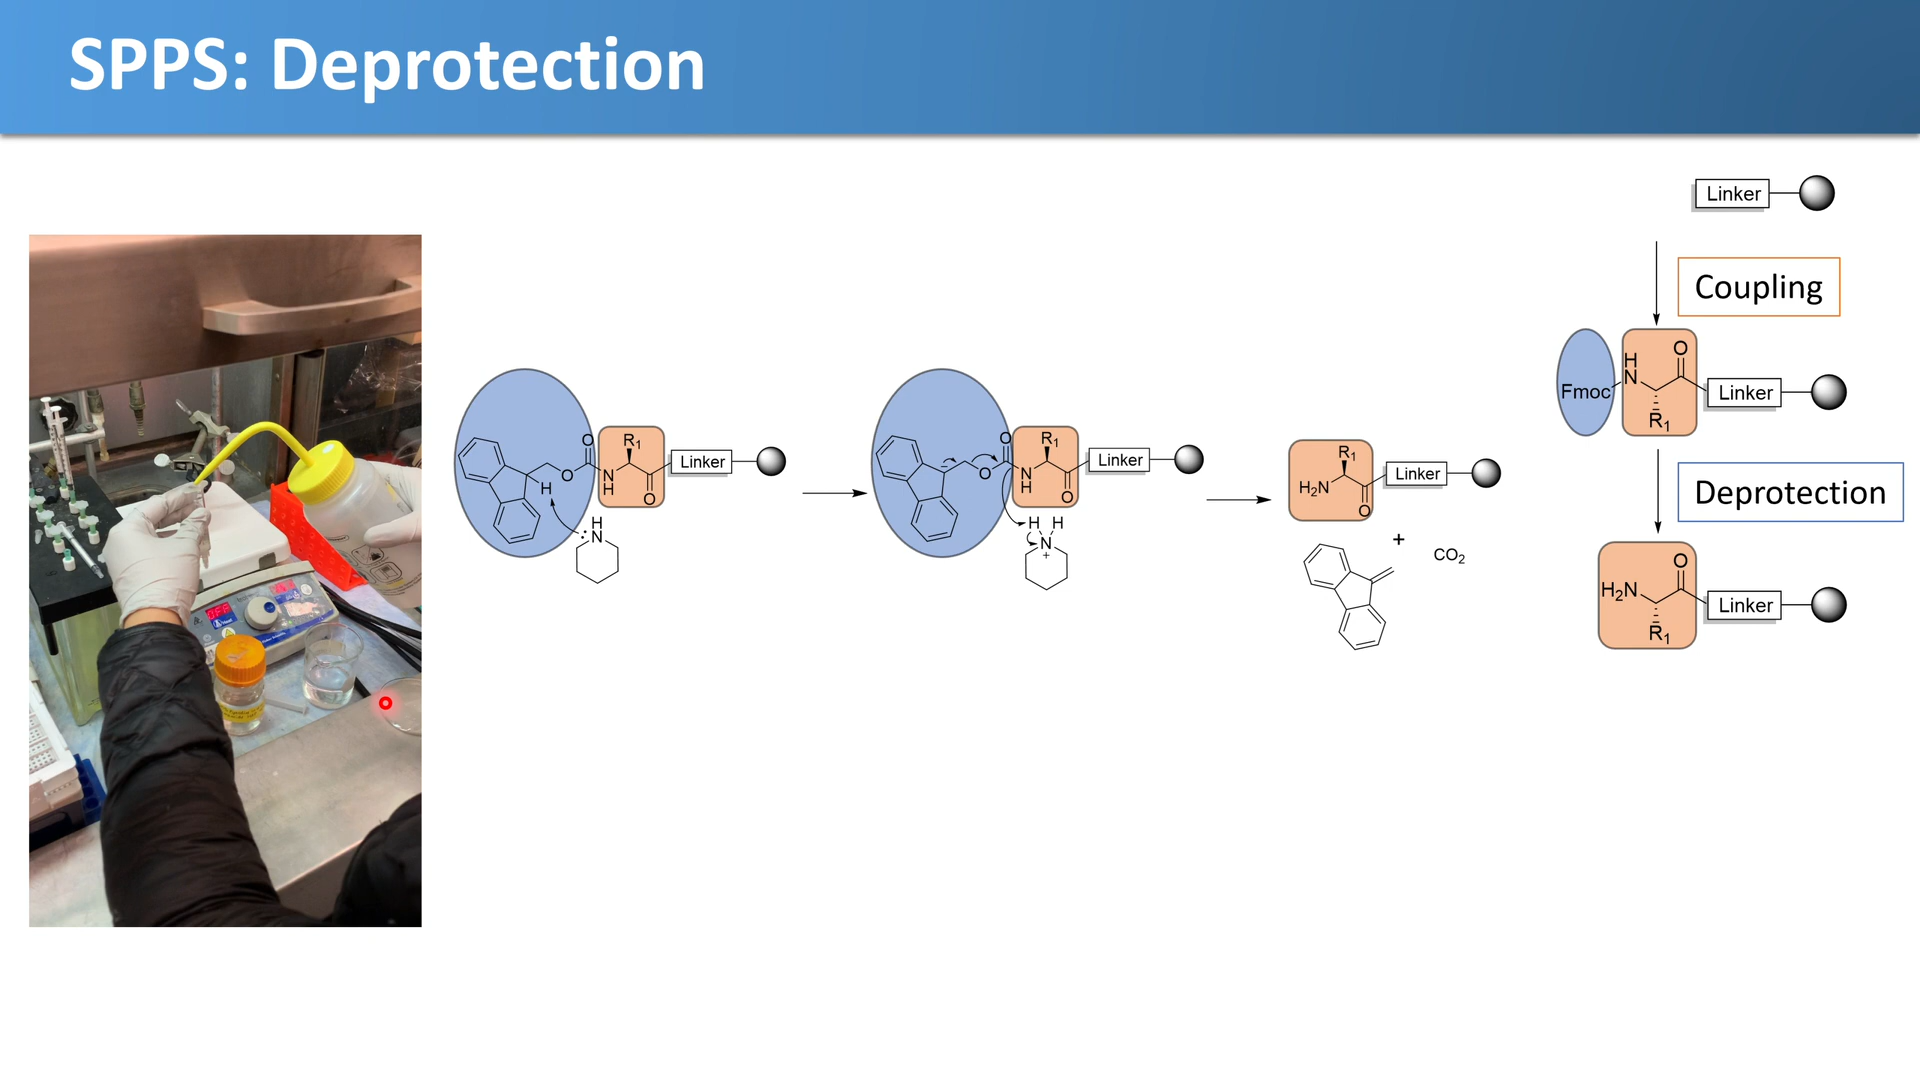 SPPS: Deprotection
Linker
Coupling
Fmoc
H
N
O
R1
Linker
Deprotection
H2N
O
R1
Linker
O
O
N
H
R1
O
Linker
H
H
N
O
O
N
H
R1
O
Linker
H H
N
+
H2N
R1
O
Linker
+
CO2
OFF